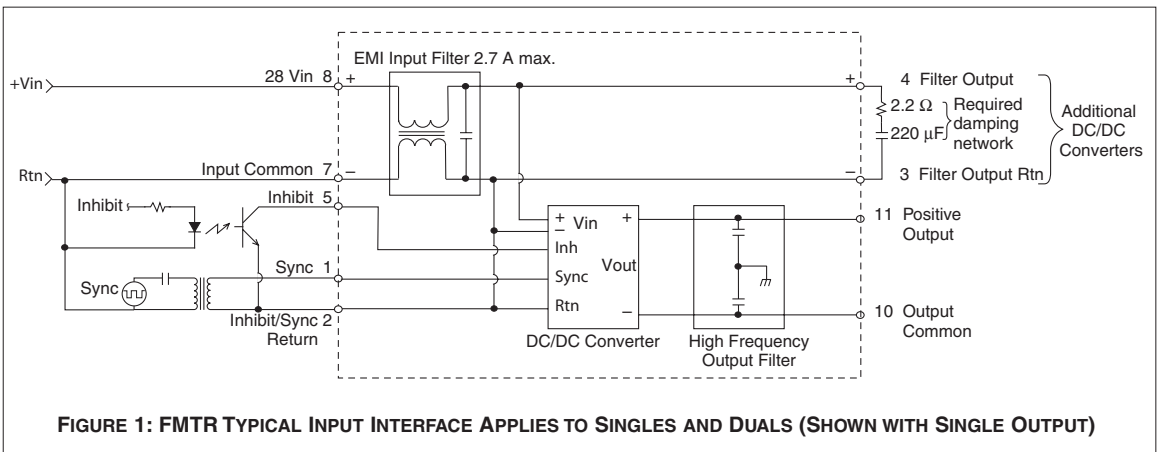 EMI Input Filter 2.7 A max.
+Vin
28 Vin 8
+
+
4 Filter Output
2.2 Ω
220 µF
Required
damping
network
Additional
DC/DC
Converters
Rtn
Input Common 7
–
–
3 Filter Output Rtn
Inhibit 5
Inhibit
+
–
Vin
+
Inh
Vout
Sync
Rtn
–
11 Positive
Output
Sync 1
Sync
Inhibit/Sync 2
Return
10 Output
Common
DC/DC Converter
High Frequency
Output Filter
FIGURE 1: FMTR TYPICAL INPUT INTERFACE APPLIES TO SINGLES AND DUALS (SHOWN WITH SINGLE OUTPUT)